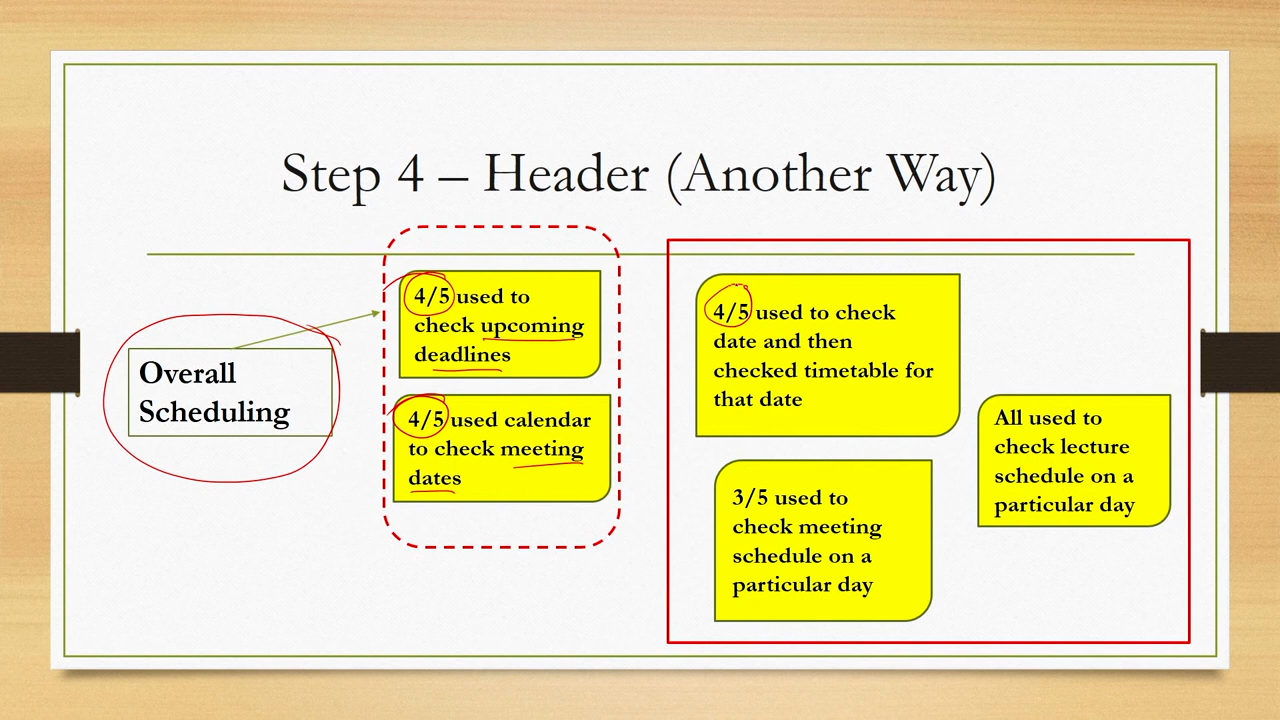 Step 4 – Header (Another Way)
Overall
Scheduling
4/5 used to
check upcoming
deadlines
4/5 used calendar
to check meeting
dates
4/5 used to check
date and then
checked timetable for
that date
3/5 used to
check meeting
schedule on a
particular day
All used to
check lecture
schedule on a
particular day